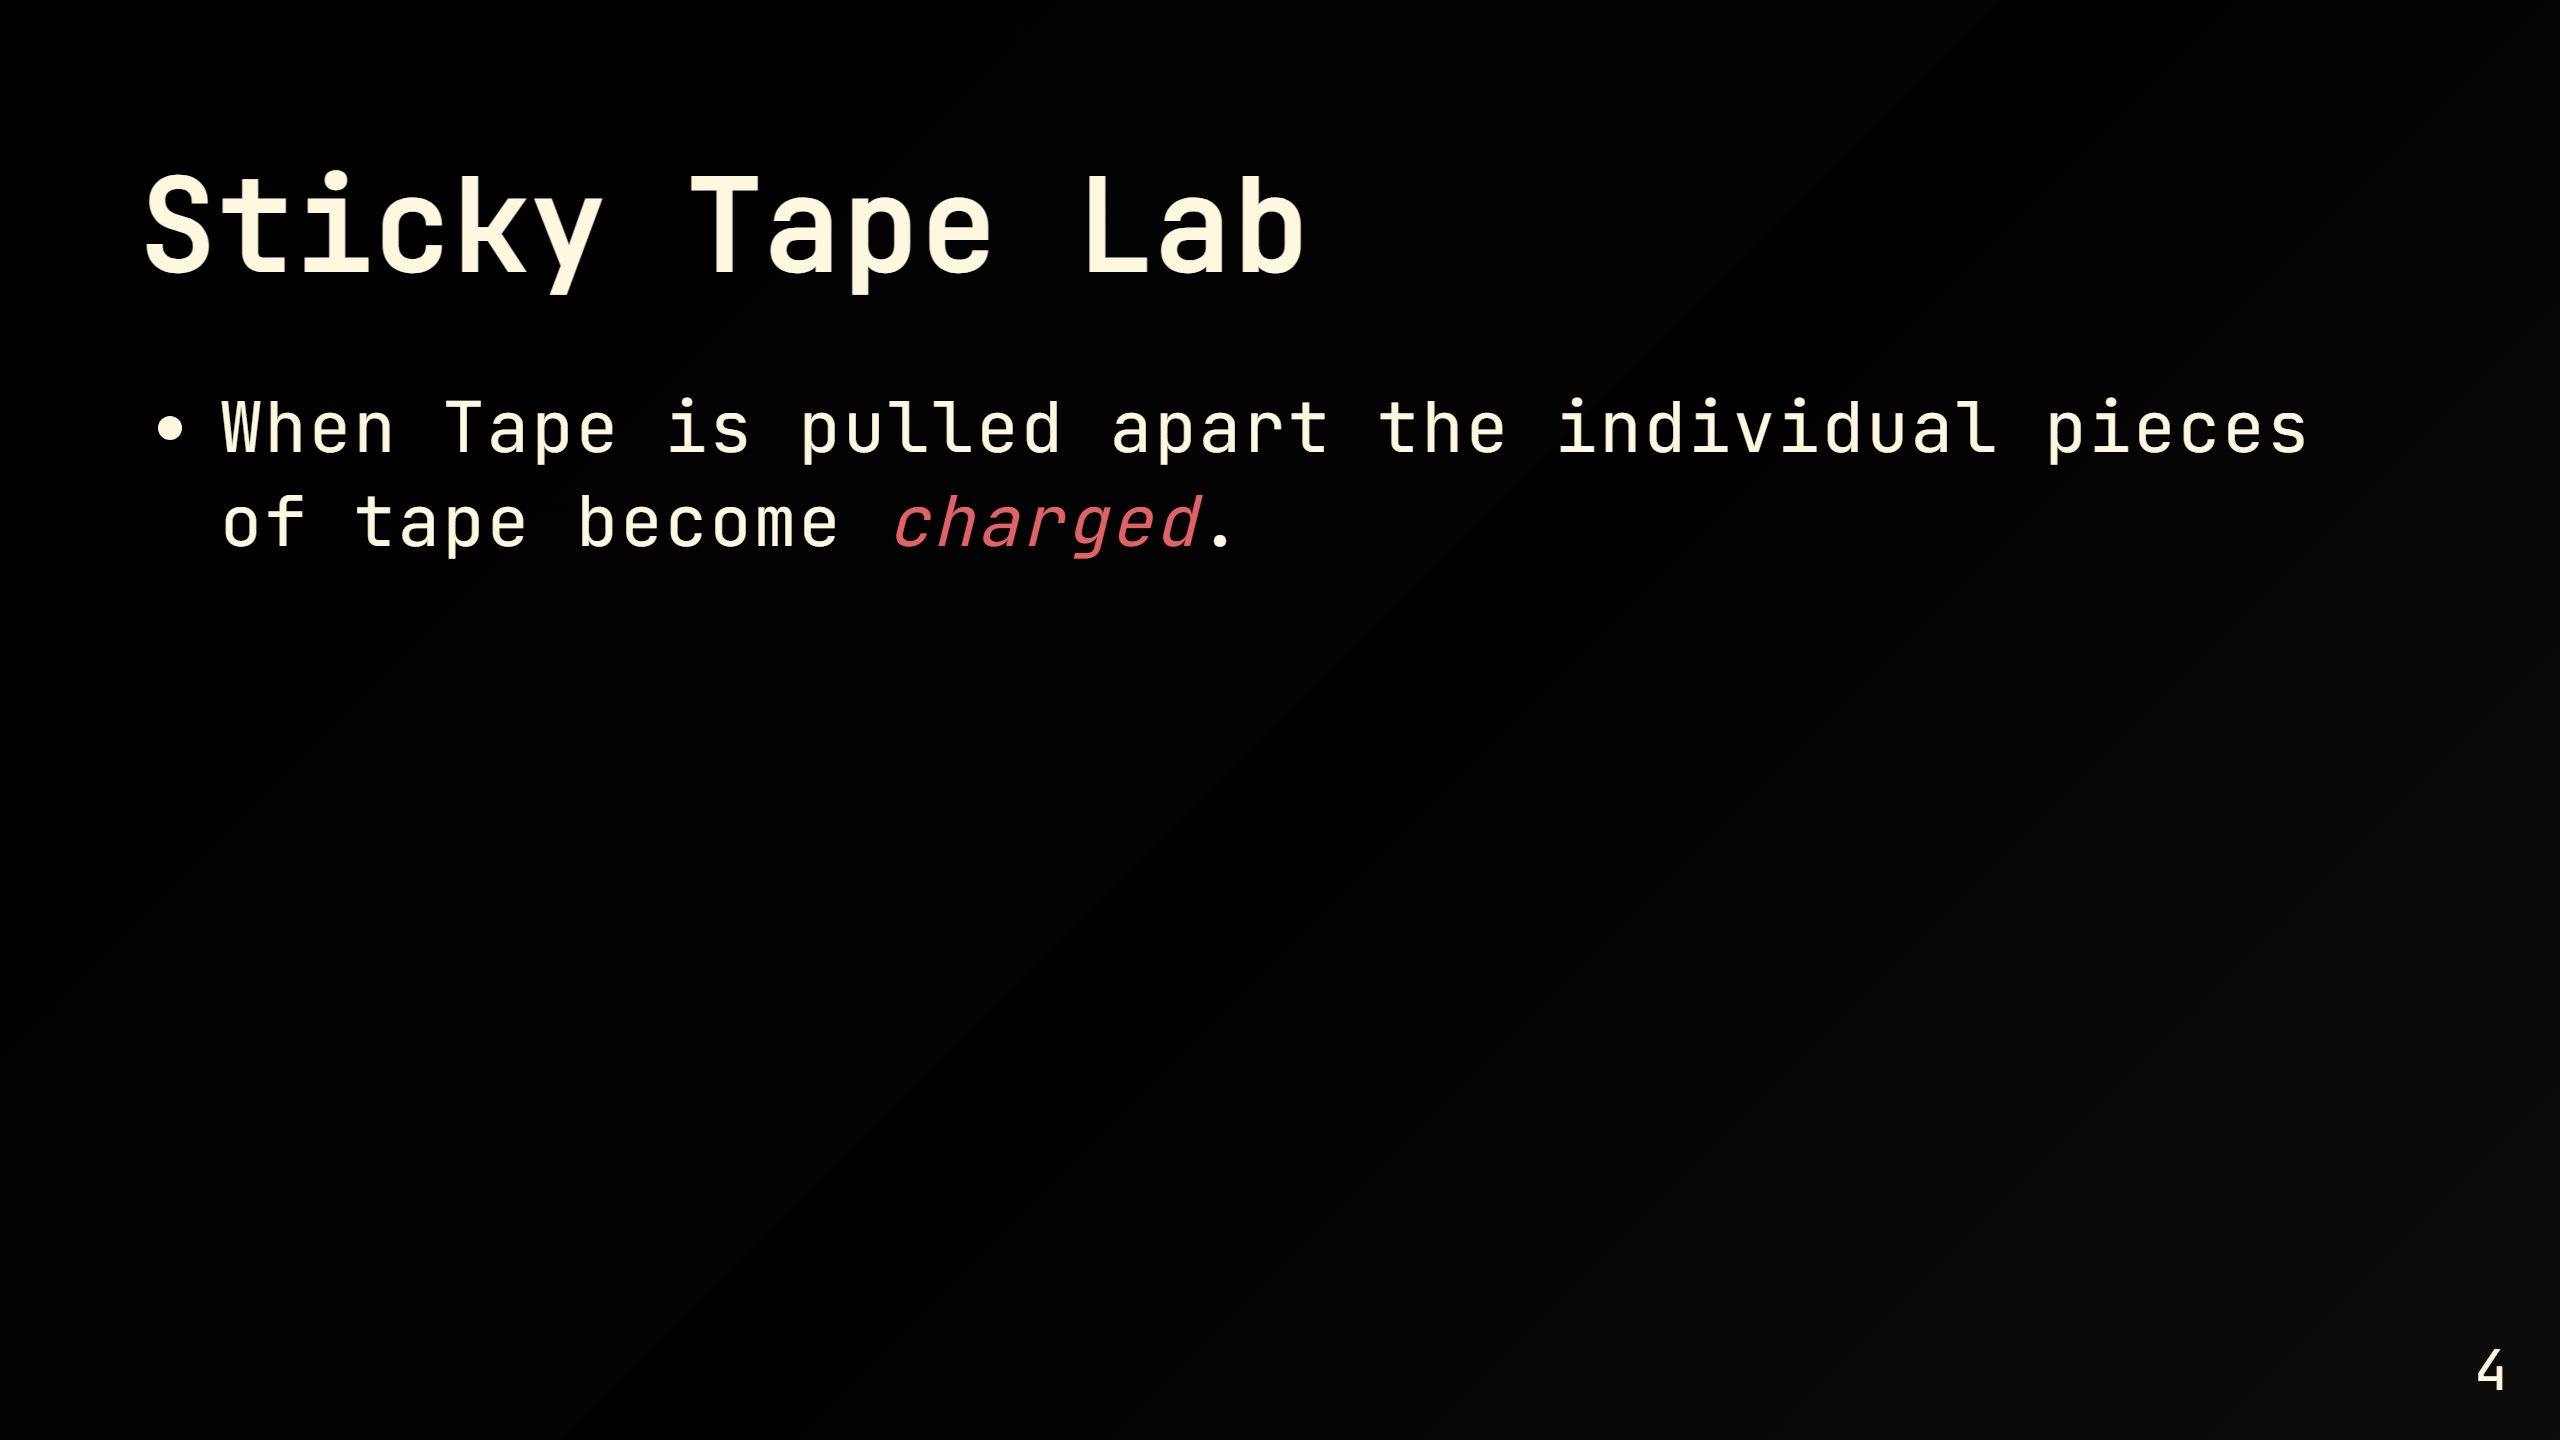 Sticky Tape Lab
• When Tape is pulled apart the individual pieces
of tape become charged.
4